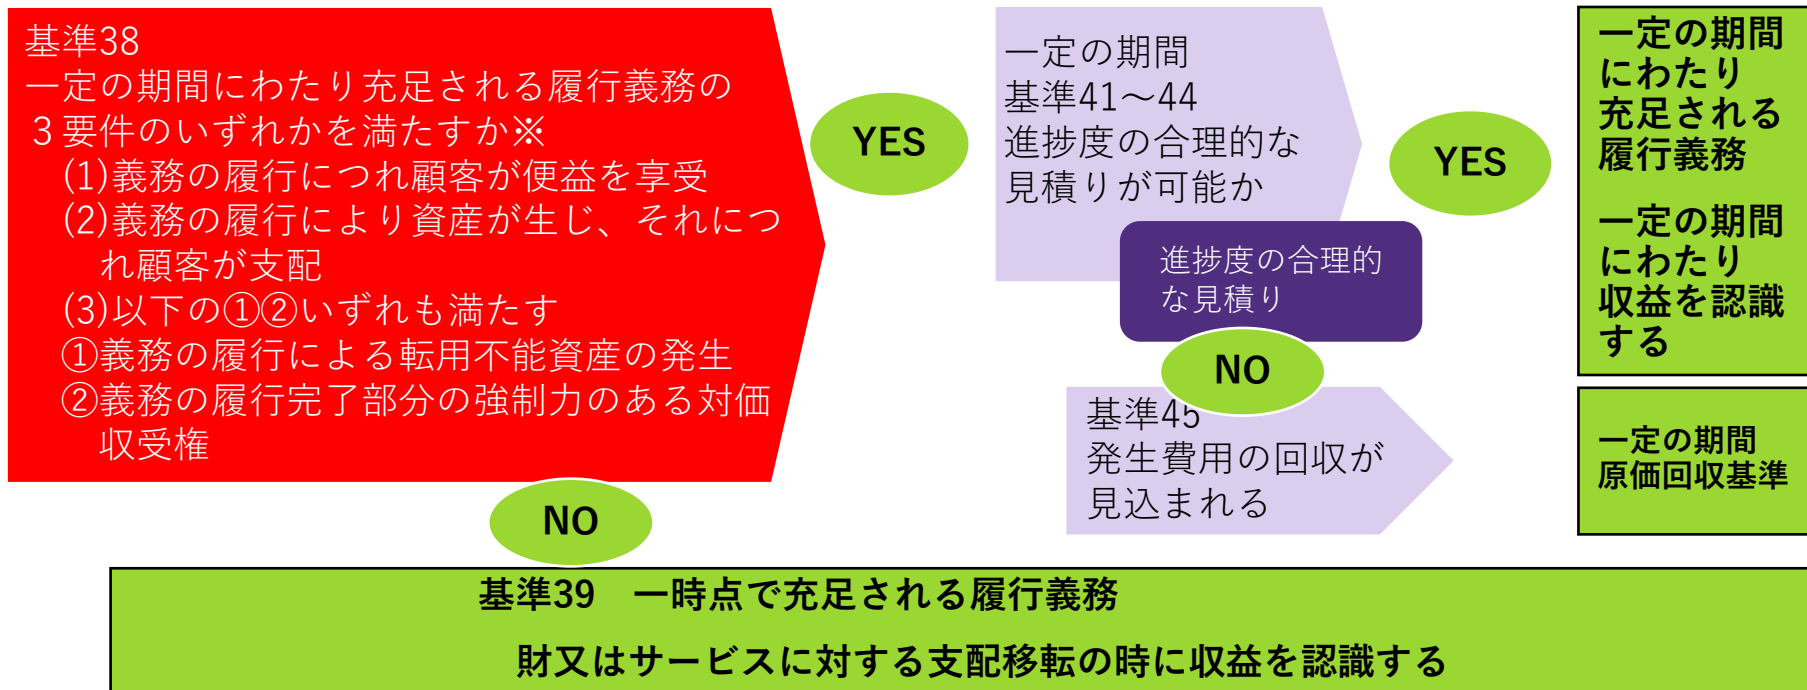 基準38
一定の期間にわたり充足される履行義務の
３要件のいずれかを満たすか※
(1)義務の履行につれ顧客が便益を享受
(2)義務の履行により資産が生じ、それにつ
れ顧客が支配
(3)以下の①②いずれも満たす
①義務の履行による転用不能資産の発生
②義務の履行完了部分の強制力のある対価
収受権
YES
一定の期間
基準41～44
進捗度の合理的な
見積りが可能か
YES
進捗度の合理的
な見積り
NO
基準45
発生費用の回収が
見込まれる
一定の期間
にわたり
充足される
履行義務
一定の期間
にわたり
収益を認識
する
一定の期間
原価回収基準
NO
基準39　一時点で充足される履行義務
財又はサービスに対する支配移転の時に収益を認識する